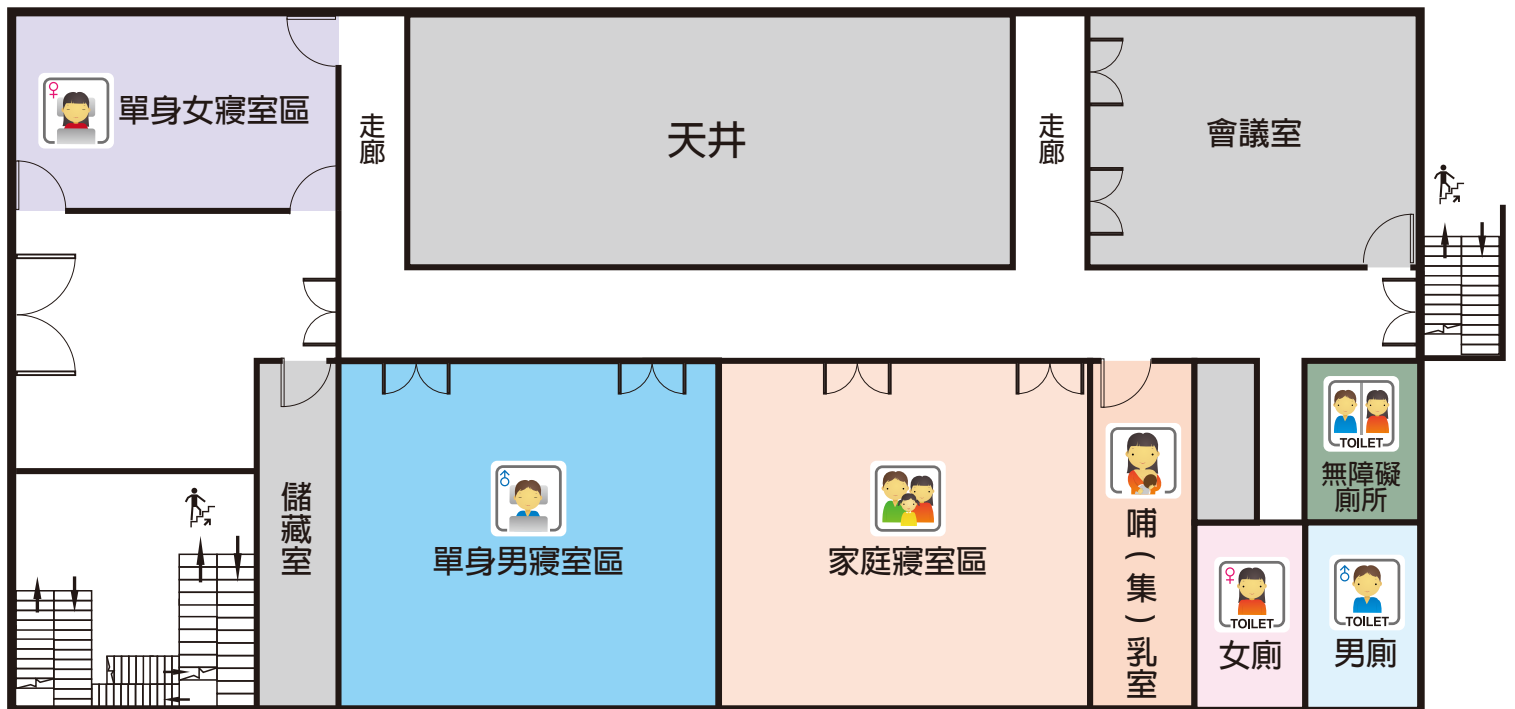 ♀
單身女寢室區
走廊
天井
走廊
會議室
儲藏室
♂
單身男寢室區
家庭寢室區
哺(集)乳室
TOILET
無障礙
廁所
♀
TOILET
女廁
♂
TOILET
男廁